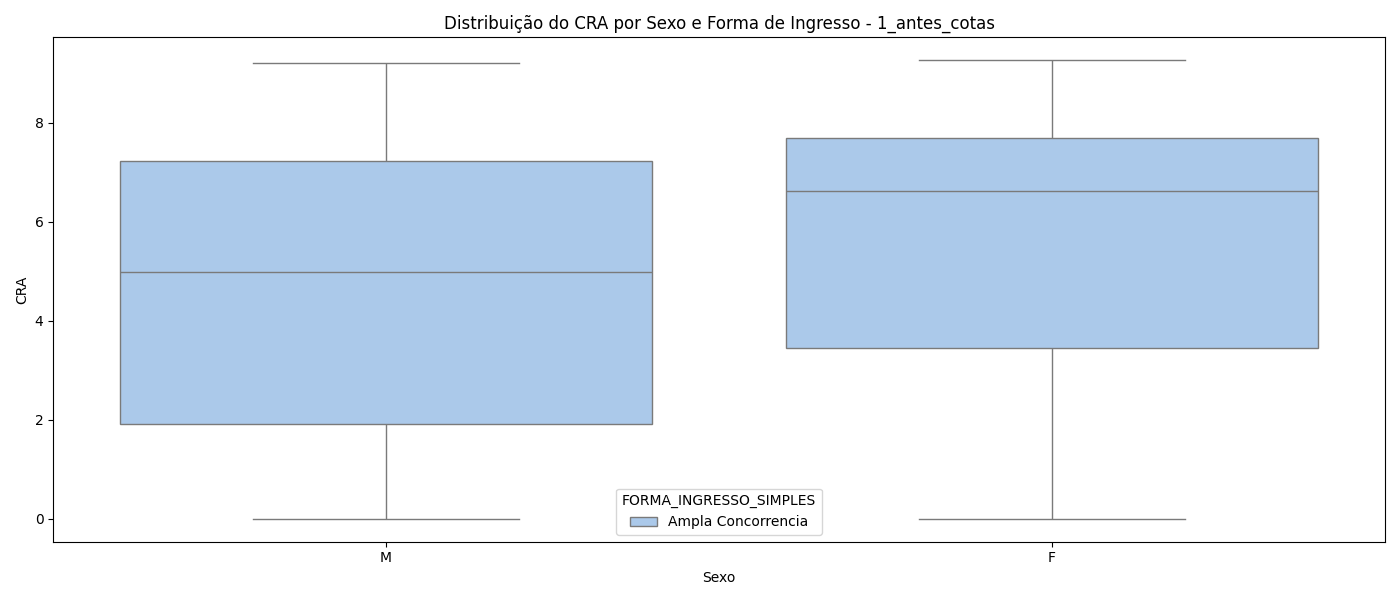 Distribuição do CRA por Sexo e Forma de Ingresso - 1_antes_cotas
CRA
8
6
4
2
0
FORMA_INGRESSO_SIMPLES
Ampla Concorrencia
M
F
Sexo